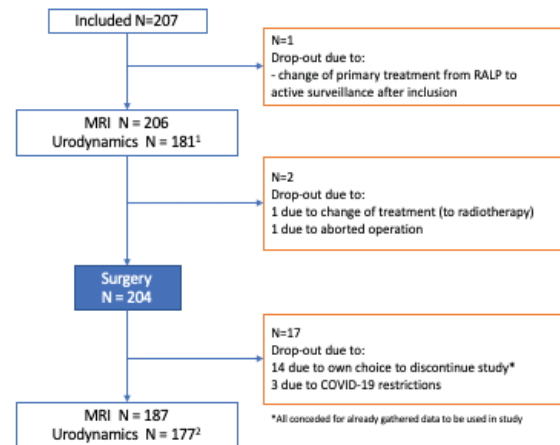 Included N=207
N=1
Drop-out due to:
- change of primary treatment from RALP to
active surveillance after inclusion
MRI N = 206
Urodynamics N = 181¹
N=2
Drop-out due to:
1 due to change of treatment (to radiotherapy)
1 due to aborted operation
Surgery
N = 204
N=17
Drop-out due to:
14 due to own choice to discontinue study*
3 due to COVID-19 restrictions
MRI N = 187
Urodynamics N = 177²
*All conceded for already gathered data to be used in study